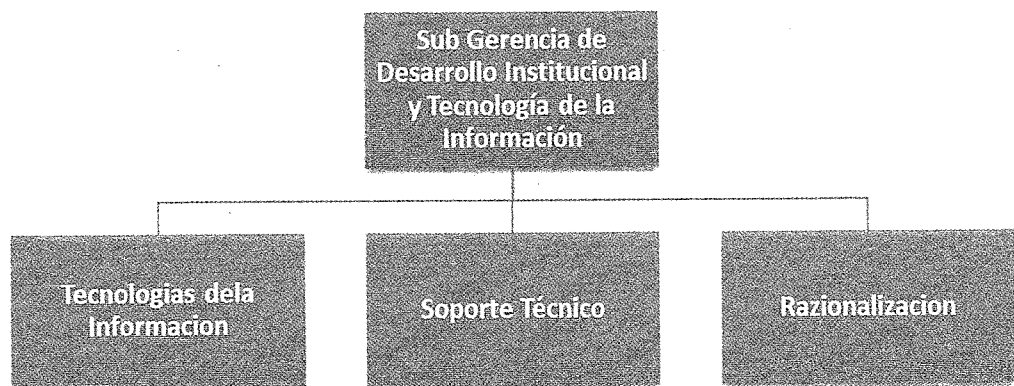 Sub Gerencia de
Desarrollo Institucional
y Tecnología de la
Información
Tecnologias dela
Informacion
Soporte Técnico
Razionalizacion